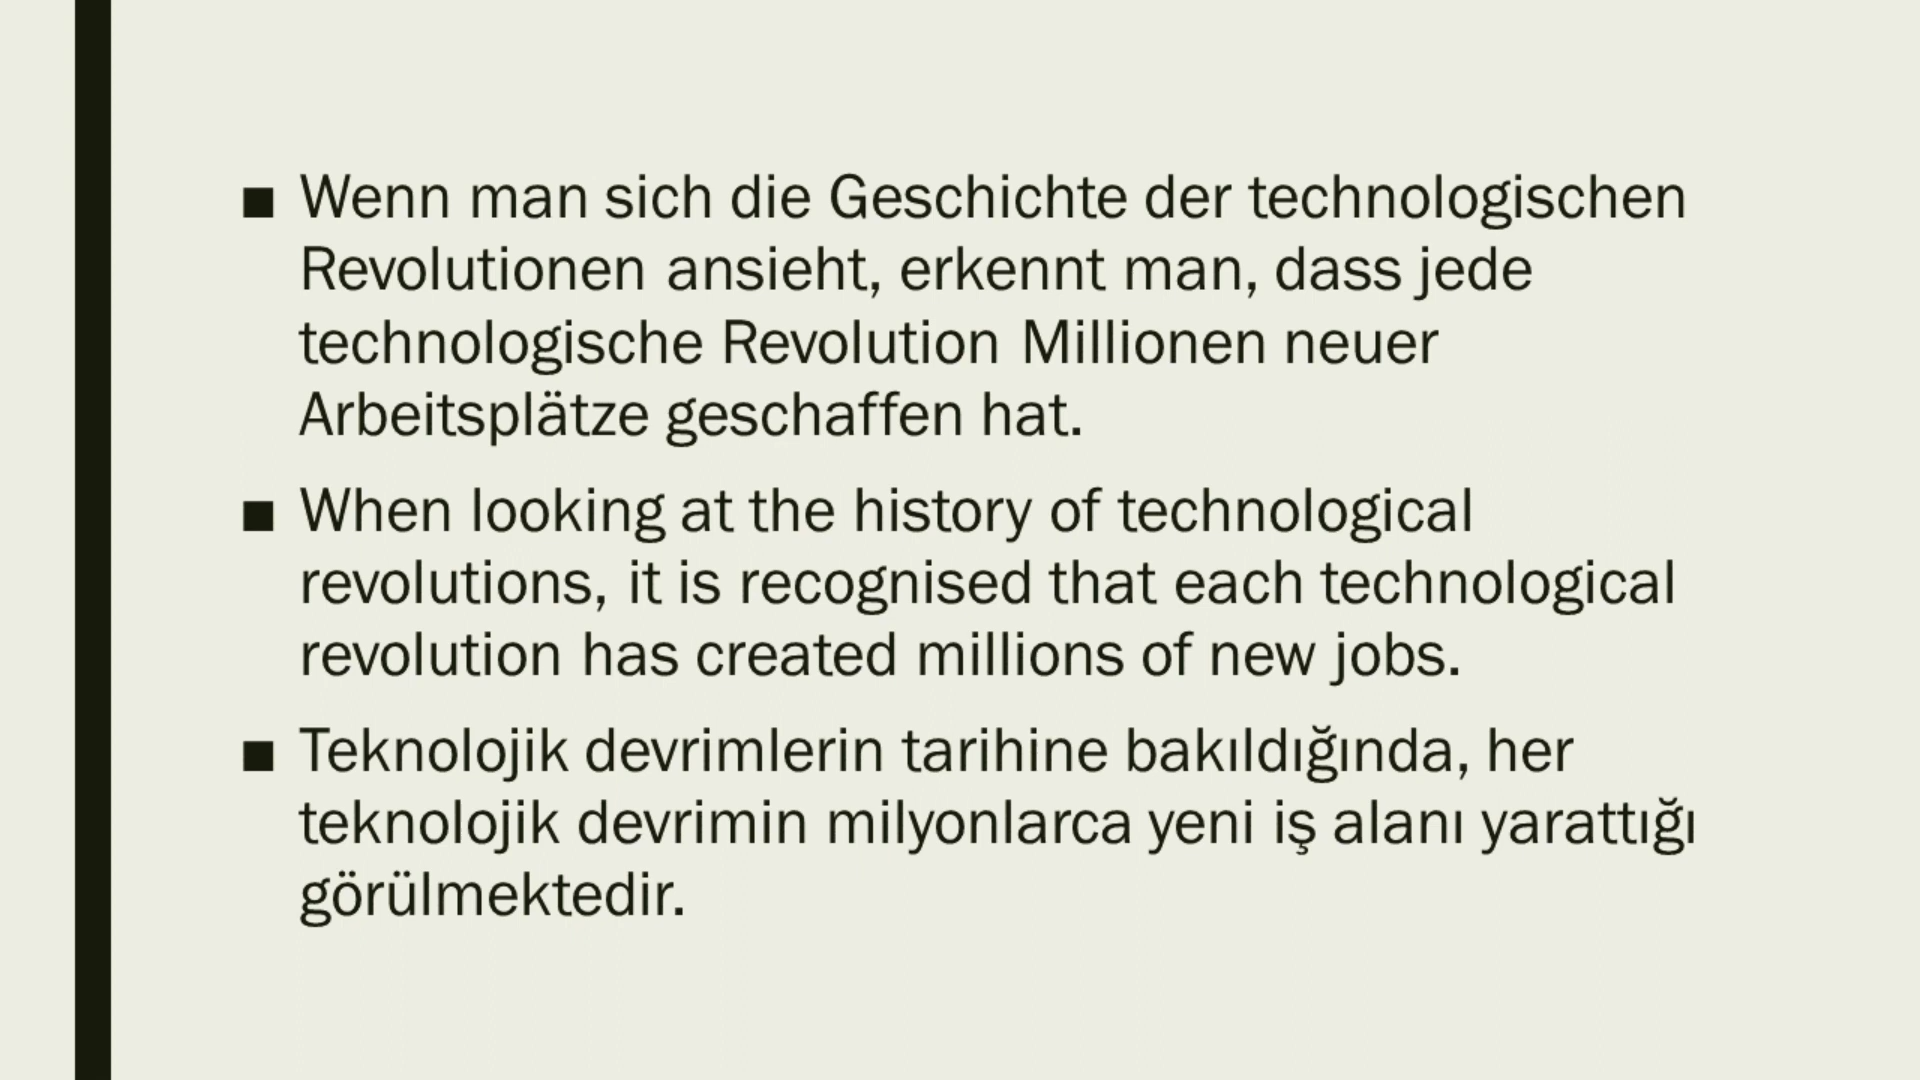 ■ Wenn man sich die Geschichte der technologischen
Revolutionen ansieht, erkennt man, dass jede
technologische Revolution Millionen neuer
Arbeitsplätze geschaffen hat.
■ When looking at the history of technological
revolutions, it is recognised that each technological
revolution has created millions of new jobs.
■ Teknolojik devrimlerin tarihine bakıldığında, her
teknolojik devrimin milyonlarca yeni iş alanı yarattığı
görülmektedir.